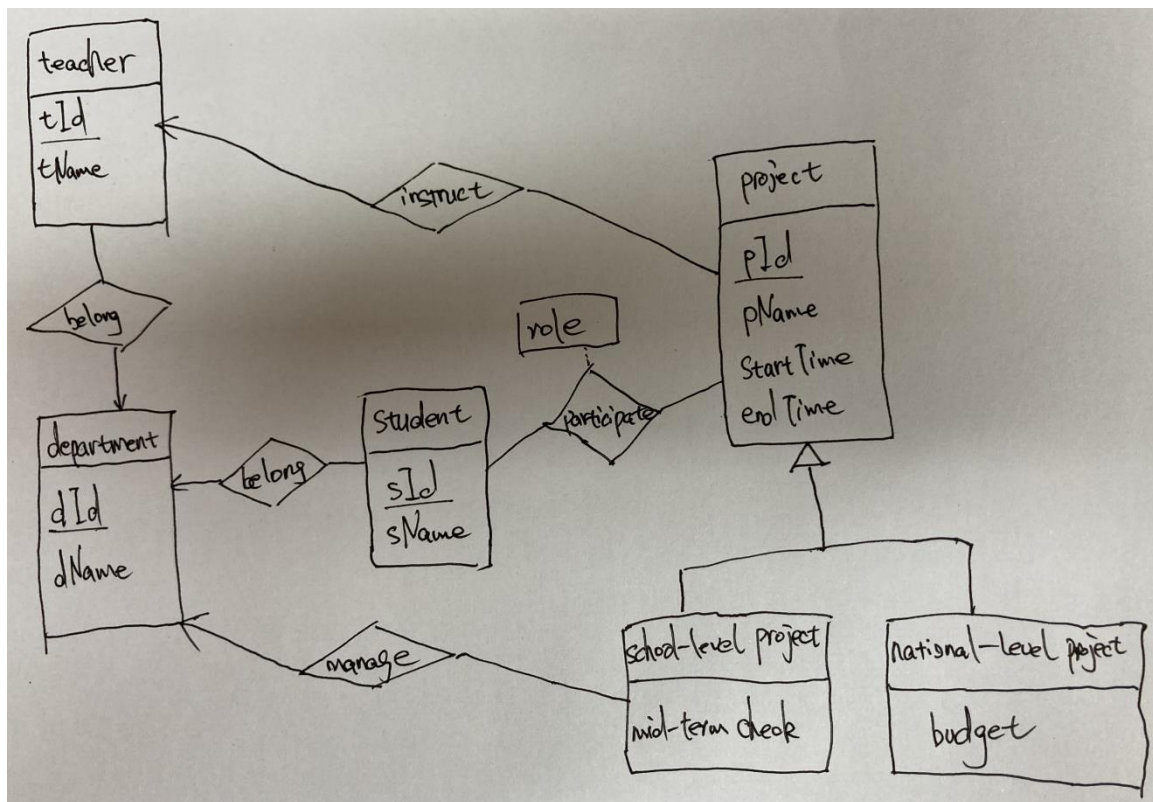 teacher
tId
tName
instruct
project
pId
pName
StartTime
endTime
belong
role
participate
department
dId
dName
belong
Student
sId
sName
manage
school-level project
mid-term check
national-level project
budget